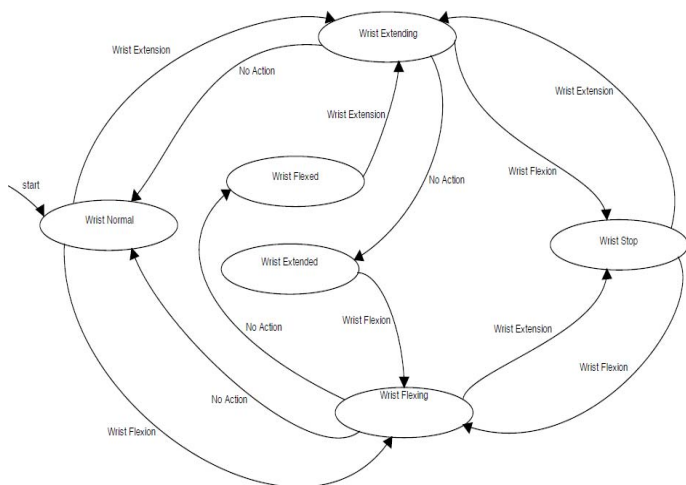 Wrist Extending
Wrist Extension
No Action
Wrist Extension
Wrist Extension
Wrist Flexion
Wrist Flexed
No Action
start
Wrist Normal
Wrist Stop
Wrist Extended
Wrist Flexion
No Action
Wrist Extension
Wrist Flexion
No Action
Wrist Flexing
Wrist Flexion